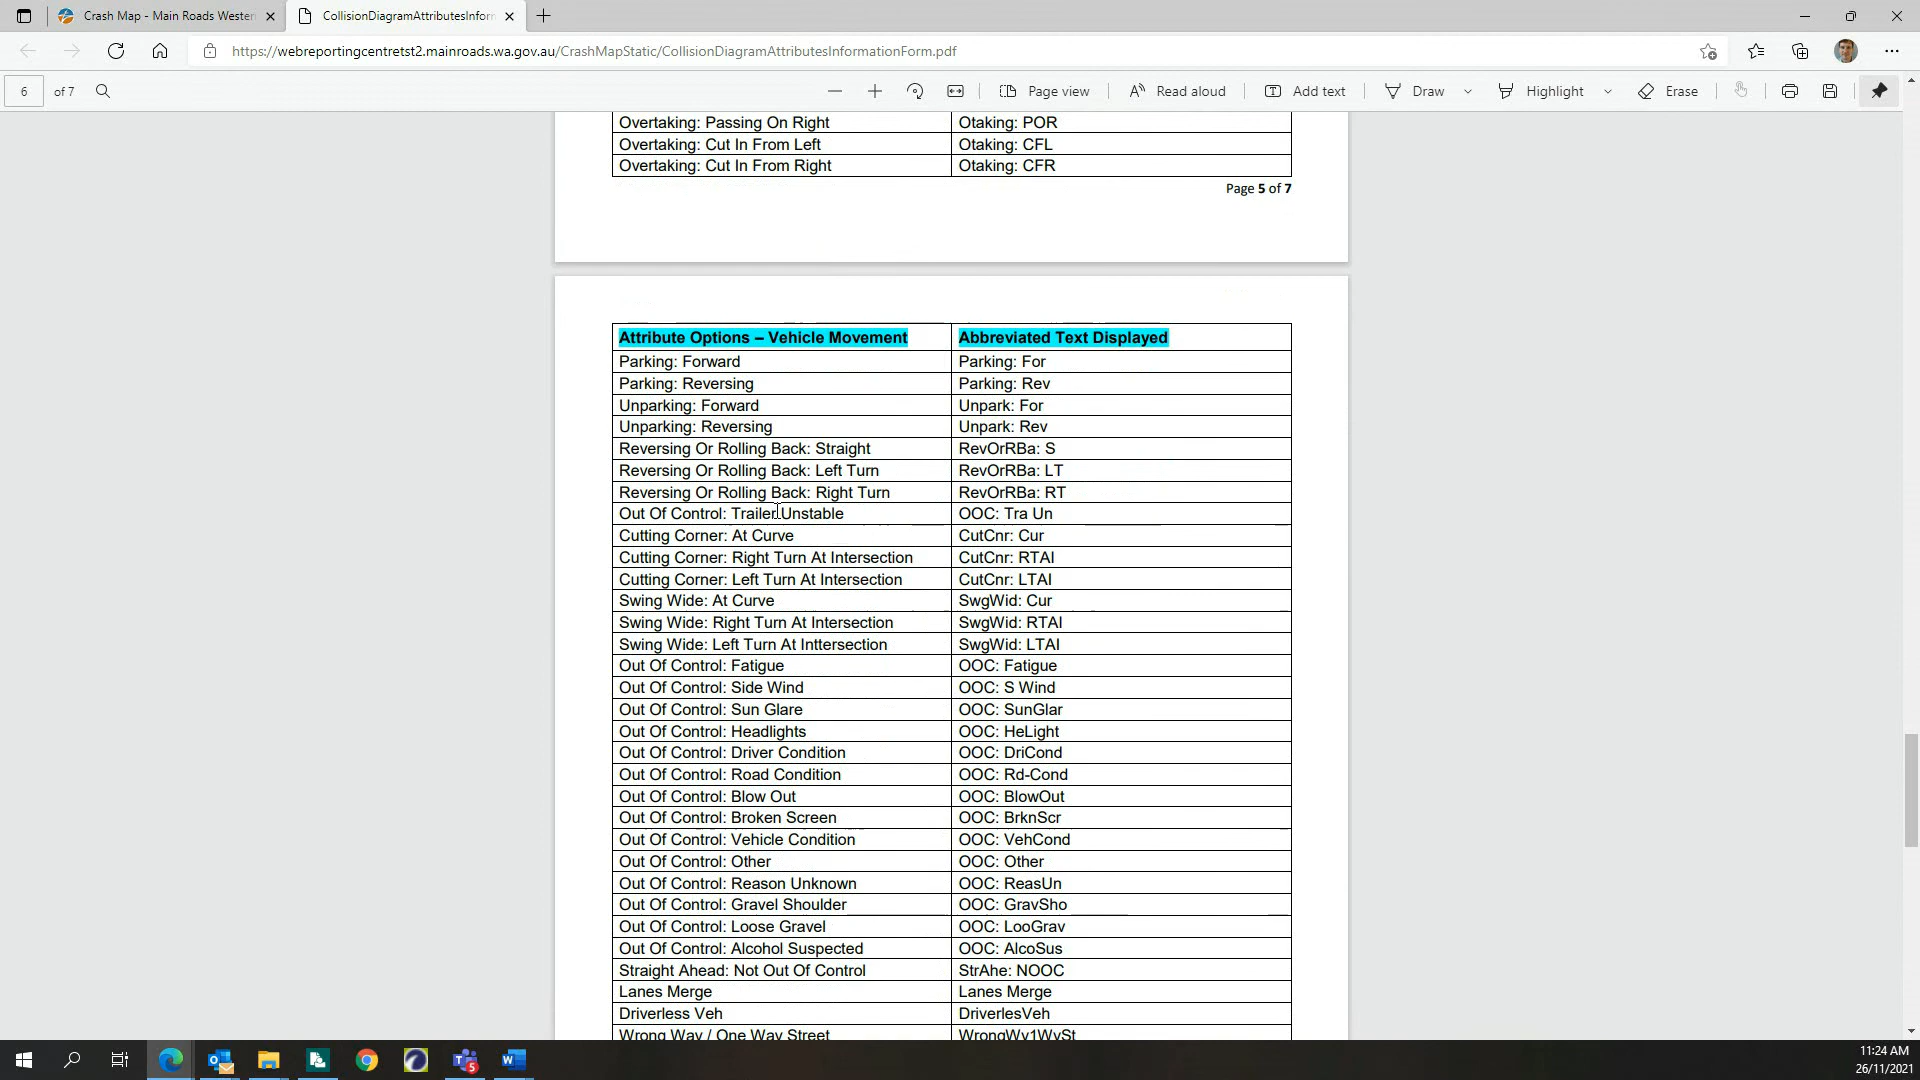 Crash Map - Main Roads Wester
CollisionDiagramAttributesInforr
https://webreportingcentretst2.mainroads.wa.gov.au/CrashMapStatic/CollisionDiagramAttributesInformationForm.pdf
6 of 7 Page view Read aloud Add text Draw Highlight Erase
Overtaking: Passing On Right Otaking: POR
Overtaking: Cut In From Left Otaking: CFL
Overtaking: Cut In From Right Otaking: CFR
Page 5 of 7
Attribute Options – Vehicle Movement Abbreviated Text Displayed
Parking: Forward Parking: For
Parking: Reversing Parking: Rev
Unparking: Forward Unpark: For
Unparking: Reversing Unpark: Rev
Reversing Or Rolling Back: Straight RevOrRBa: S
Reversing Or Rolling Back: Left Turn RevOrRBa: LT
Reversing Or Rolling Back: Right Turn RevOrRBa: RT
Out Of Control: Trailer Unstable OOC: Tra Un
Cutting Corner: At Curve CutCnr: Cur
Cutting Corner: Right Turn At Intersection CutCnr: RTAI
Cutting Corner: Left Turn At Intersection CutCnr: LTAI
Swing Wide: At Curve SwgWid: Cur
Swing Wide: Right Turn At Intersection SwgWid: RTAI
Swing Wide: Left Turn At Inttersection SwgWid: LTAI
Out Of Control: Fatigue OOC: Fatigue
Out Of Control: Side Wind OOC: S Wind
Out Of Control: Sun Glare OOC: SunGlar
Out Of Control: Headlights OOC: HeLight
Out Of Control: Driver Condition OOC: DriCond
Out Of Control: Road Condition OOC: Rd-Cond
Out Of Control: Blow Out OOC: BlowOut
Out Of Control: Broken Screen OOC: BrknScr
Out Of Control: Vehicle Condition OOC: VehCond
Out Of Control: Other OOC: Other
Out Of Control: Reason Unknown OOC: ReasUn
Out Of Control: Gravel Shoulder OOC: GravSho
Out Of Control: Loose Gravel OOC: LooGrav
Out Of Control: Alcohol Suspected OOC: AlcoSus
Straight Ahead: Not Out Of Control StrAhe: NOOC
Lanes Merge Lanes Merge
Driverless Veh DriverlesVeh
Wrong Way / One Way Street WrongWy1WySt
11:24 AM
26/11/2021